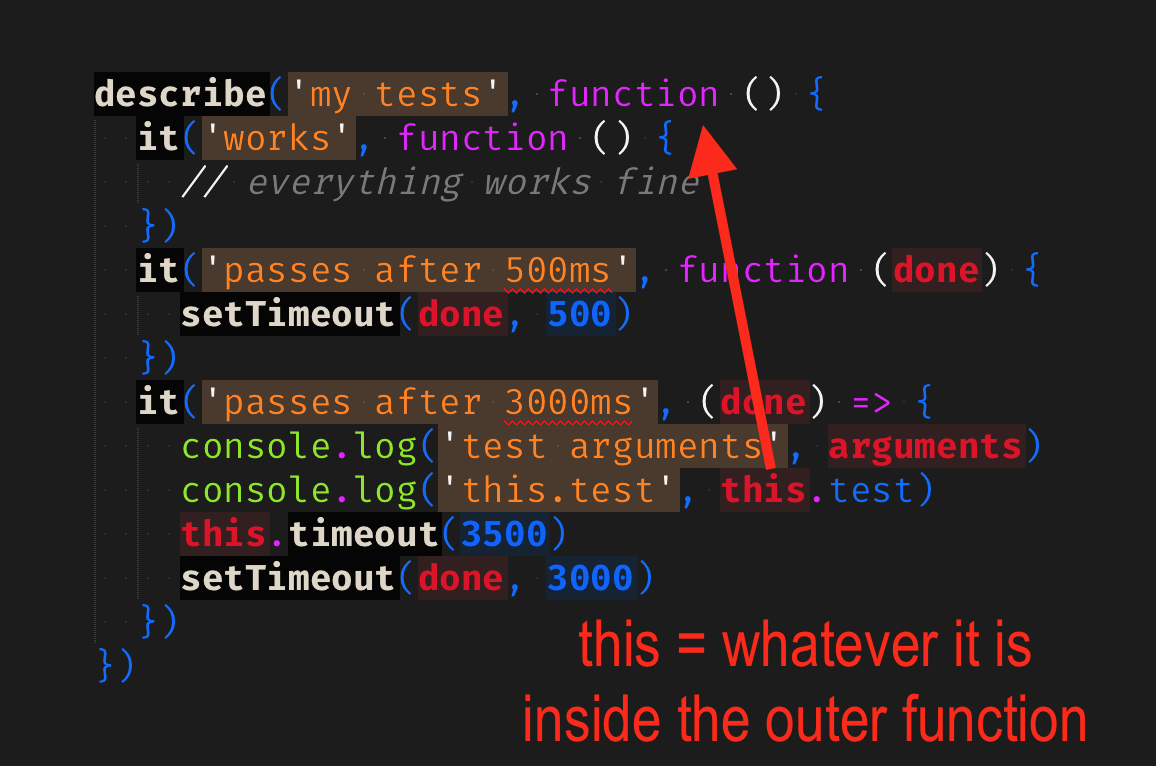 describe('my tests', function () {
  it('works', function () {
    // everything works fine
  })
  it('passes after 500ms', function (done) {
    setTimeout(done, 500)
  })
  it('passes after 3000ms', (done) => {
    console.log('test arguments', arguments)
    console.log('this.test', this.test)
    this.timeout(3500)
    setTimeout(done, 3000)
  })
})
this = whatever it is
inside the outer function